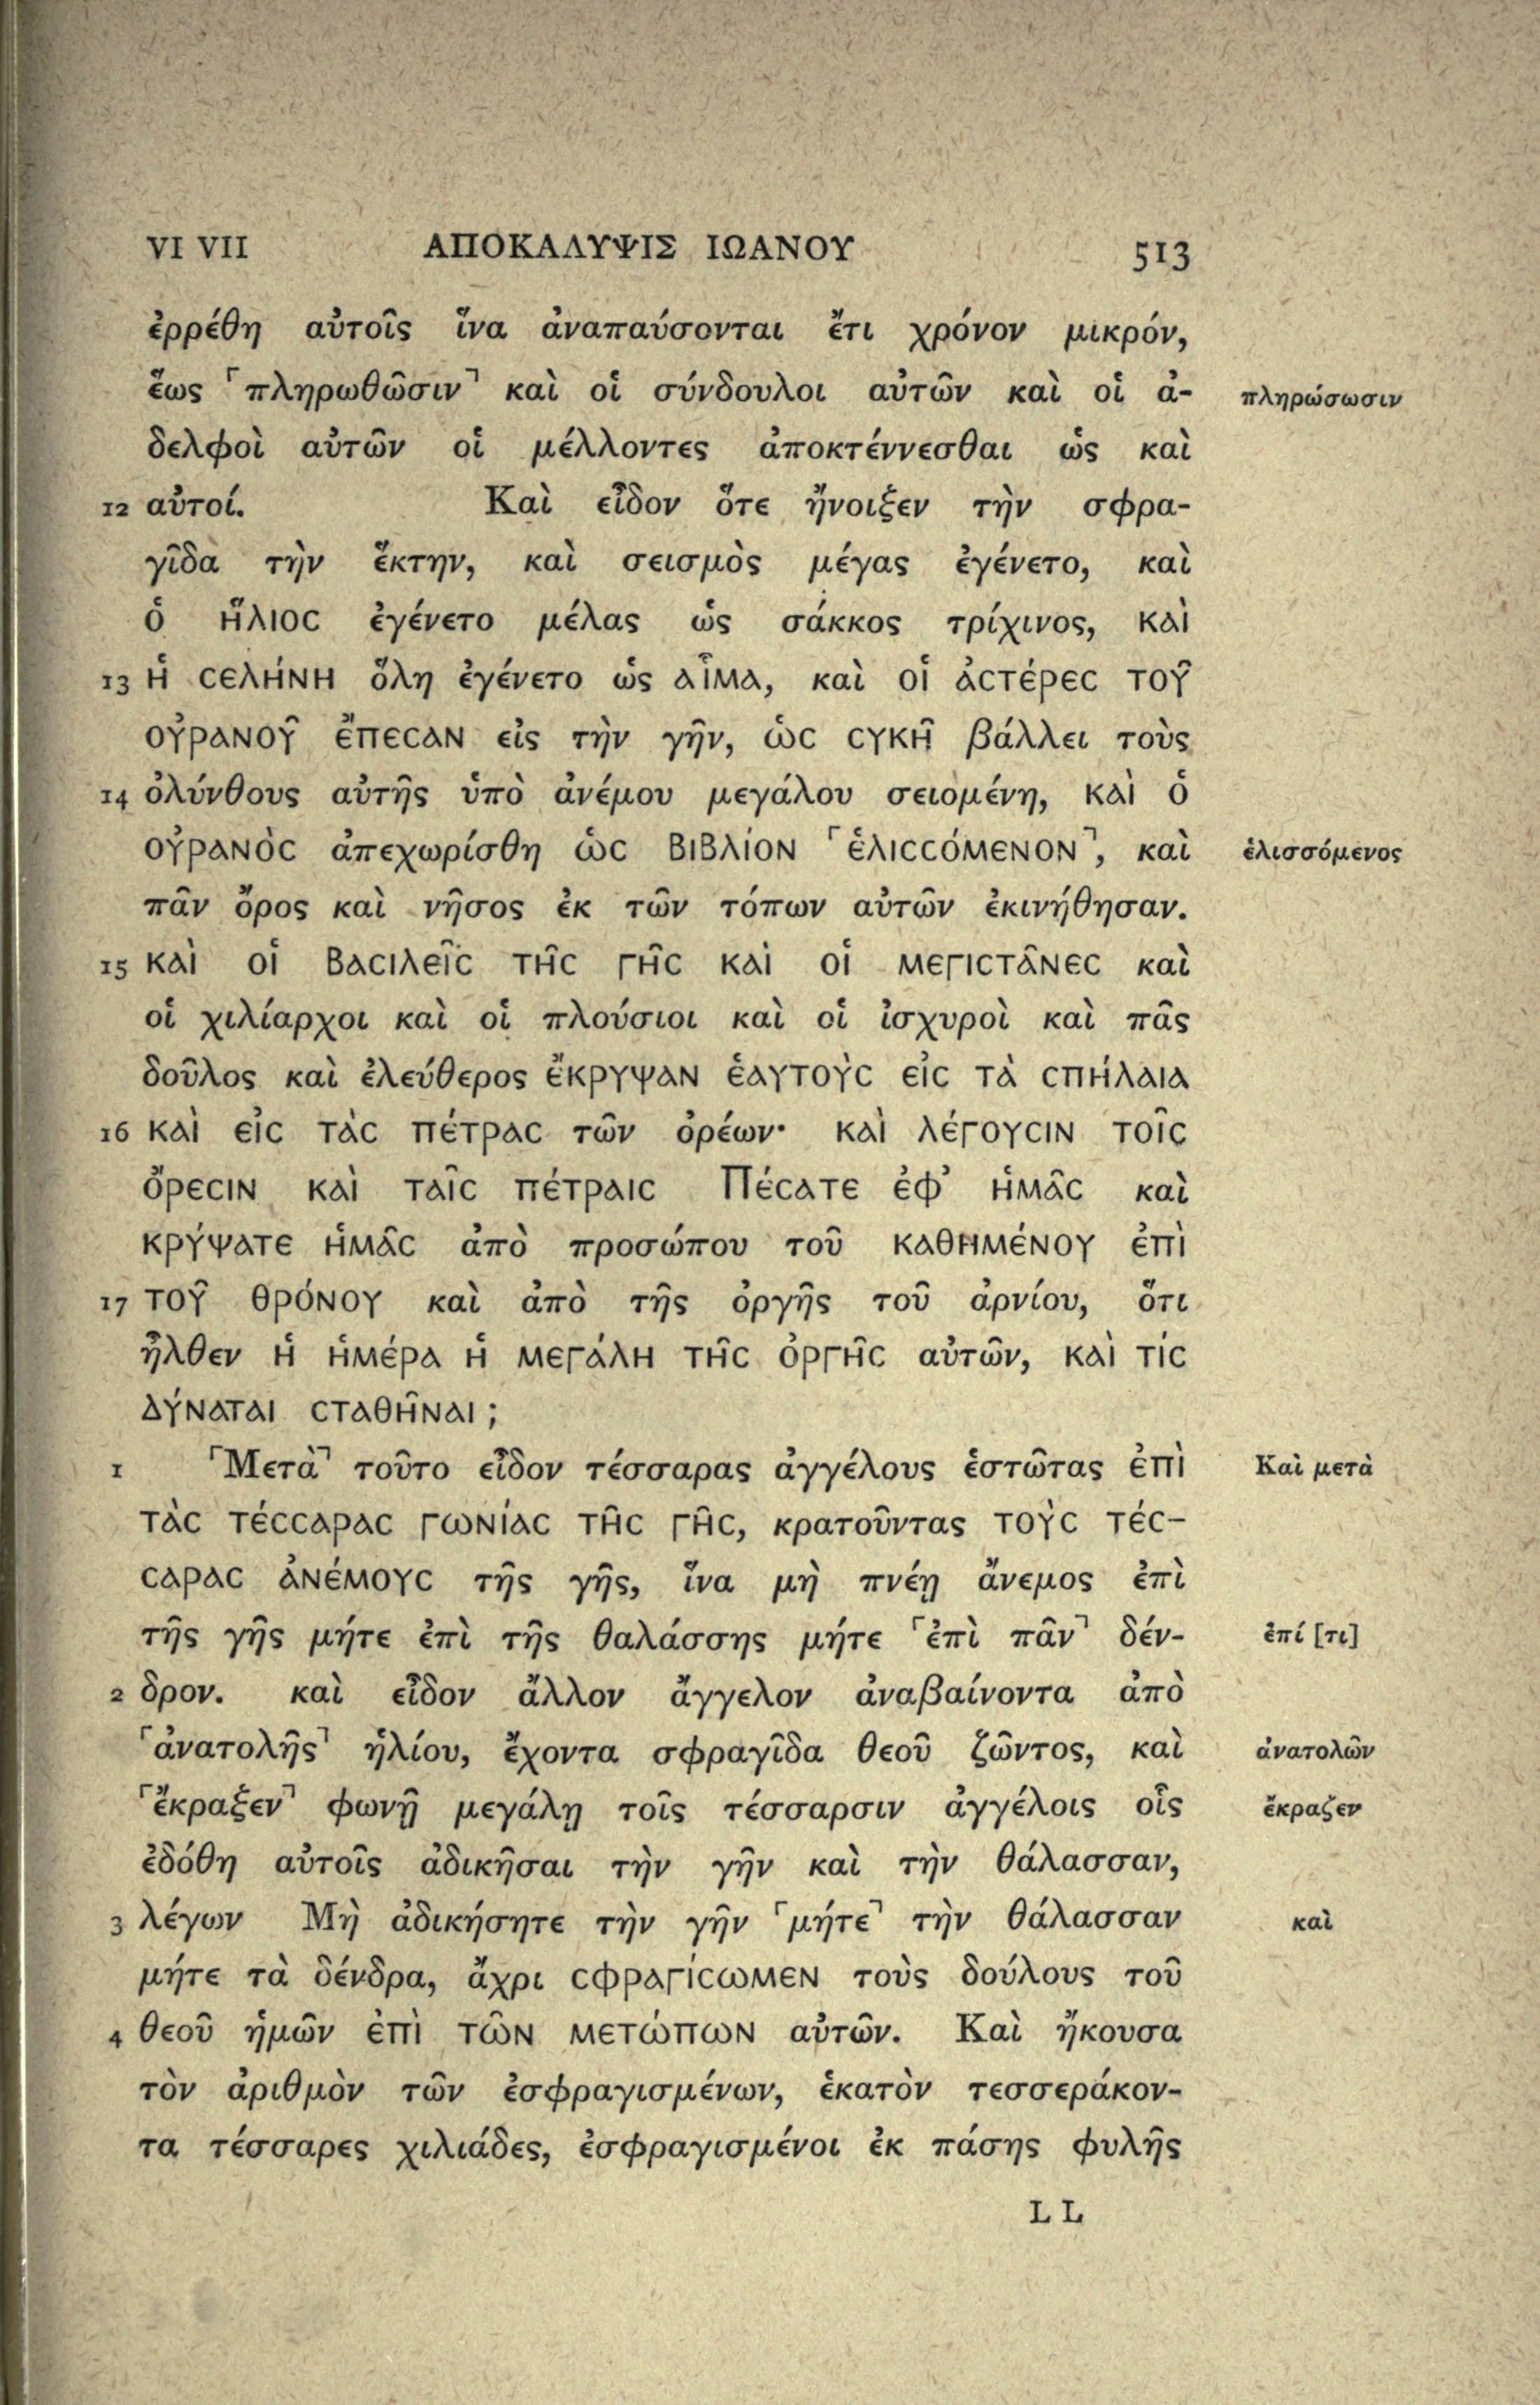 VI VII ΑΠΟΚΑΛΥΨΙΣ ΙΩΑΝΟΥ 513
ἐρρέθη αὐτοῖς ἵνα ἀναπαύσονται ἔτι χρόνον μικρόν,
ἕως ⸀πληρωθῶσιν⸣ καὶ οἱ σύνδουλοι αὐτῶν καὶ οἱ ἀ- πληρώσωσιν
δελφοὶ αὐτῶν οἱ μέλλοντες ἀποκτέννεσθαι ὡς καὶ
12 αὐτοί. Καὶ εἶδον ὅτε ἤνοιξεν τὴν σφρα-
γῖδα τὴν ἕκτην, καὶ σεισμὸς μέγας ἐγένετο, καὶ
ὁ ἥλιος ἐγένετο μέλας ὡς σάκκος τρίχινος, καὶ
13 ἡ σελήνη ὅλη ἐγένετο ὡς αἷμα, καὶ οἱ ἀστέρες τοῦ
οὐρανοῦ ἔπεσαν εἰς τὴν γῆν, ὡς συκῆ βάλλει τοὺς
14 ὀλύνθους αὐτῆς ὑπὸ ἀνέμου μεγάλου σειομένη, καὶ ὁ
οὐρανὸς ἀπεχωρίσθη ὡς βιβλίον ⸀ἑλισσόμενον⸣, καὶ ἑλισσόμενος
πᾶν ὄρος καὶ νῆσος ἐκ τῶν τόπων αὐτῶν ἐκινήθησαν.
15 καὶ οἱ βασιλεῖς τῆς γῆς καὶ οἱ μεγιστᾶνες καὶ
οἱ χιλίαρχοι καὶ οἱ πλούσιοι καὶ οἱ ἰσχυροὶ καὶ πᾶς
δοῦλος καὶ ἐλεύθερος ἔκρυψαν ἑαυτοὺς εἰς τὰ σπήλαια
16 καὶ εἰς τὰς πέτρας τῶν ὀρέων· καὶ λέγουσιν τοῖς
ὄρεσιν καὶ ταῖς πέτραις Πέσατε ἐφ' ἡμᾶς καὶ
κρύψατε ἡμᾶς ἀπὸ προσώπου τοῦ καθημένου ἐπὶ
17 τοῦ θρόνου καὶ ἀπὸ τῆς ὀργῆς τοῦ ἀρνίου, ὅτι
ἦλθεν ἡ ἡμέρα ἡ μεγάλη τῆς ὀργῆς αὐτῶν, καὶ τίς
δύναται σταθῆναι;
1 ⸀Μετὰ⸣ τοῦτο εἶδον τέσσαρας ἀγγέλους ἑστῶτας ἐπὶ Καὶ μετὰ
τὰς τέσσαρας γωνίας τῆς γῆς, κρατοῦντας τοὺς τέσ-
σαρας ἀνέμους τῆς γῆς, ἵνα μὴ πνέῃ ἄνεμος ἐπὶ
τῆς γῆς μήτε ἐπὶ τῆς θαλάσσης μήτε ⸀ἐπὶ πᾶν⸣ δέν- ἐπί [τι]
2 δρον. καὶ εἶδον ἄλλον ἄγγελον ἀναβαίνοντα ἀπὸ
⸀ἀνατολῆς⸣ ἡλίου, ἔχοντα σφραγῖδα θεοῦ ζῶντος, καὶ ἀνατολῶν
⸀ἔκραξεν⸣ φωνῇ μεγάλῃ τοῖς τέσσαρσιν ἀγγέλοις οἷς ἔκραζεν
ἐδόθη αὐτοῖς ἀδικῆσαι τὴν γῆν καὶ τὴν θάλασσαν,
3 λέγων Μὴ ἀδικήσητε τὴν γῆν ⸀μήτε⸣ τὴν θάλασσαν καὶ
μήτε τὰ δένδρα, ἄχρι σφραγίσωμεν τοὺς δούλους τοῦ
4 θεοῦ ἡμῶν ἐπὶ τῶν μετώπων αὐτῶν. Καὶ ἤκουσα
τὸν ἀριθμὸν τῶν ἐσφραγισμένων, ἑκατὸν τεσσεράκον-
τα τέσσαρες χιλιάδες, ἐσφραγισμένοι ἐκ πάσης φυλῆς
LL